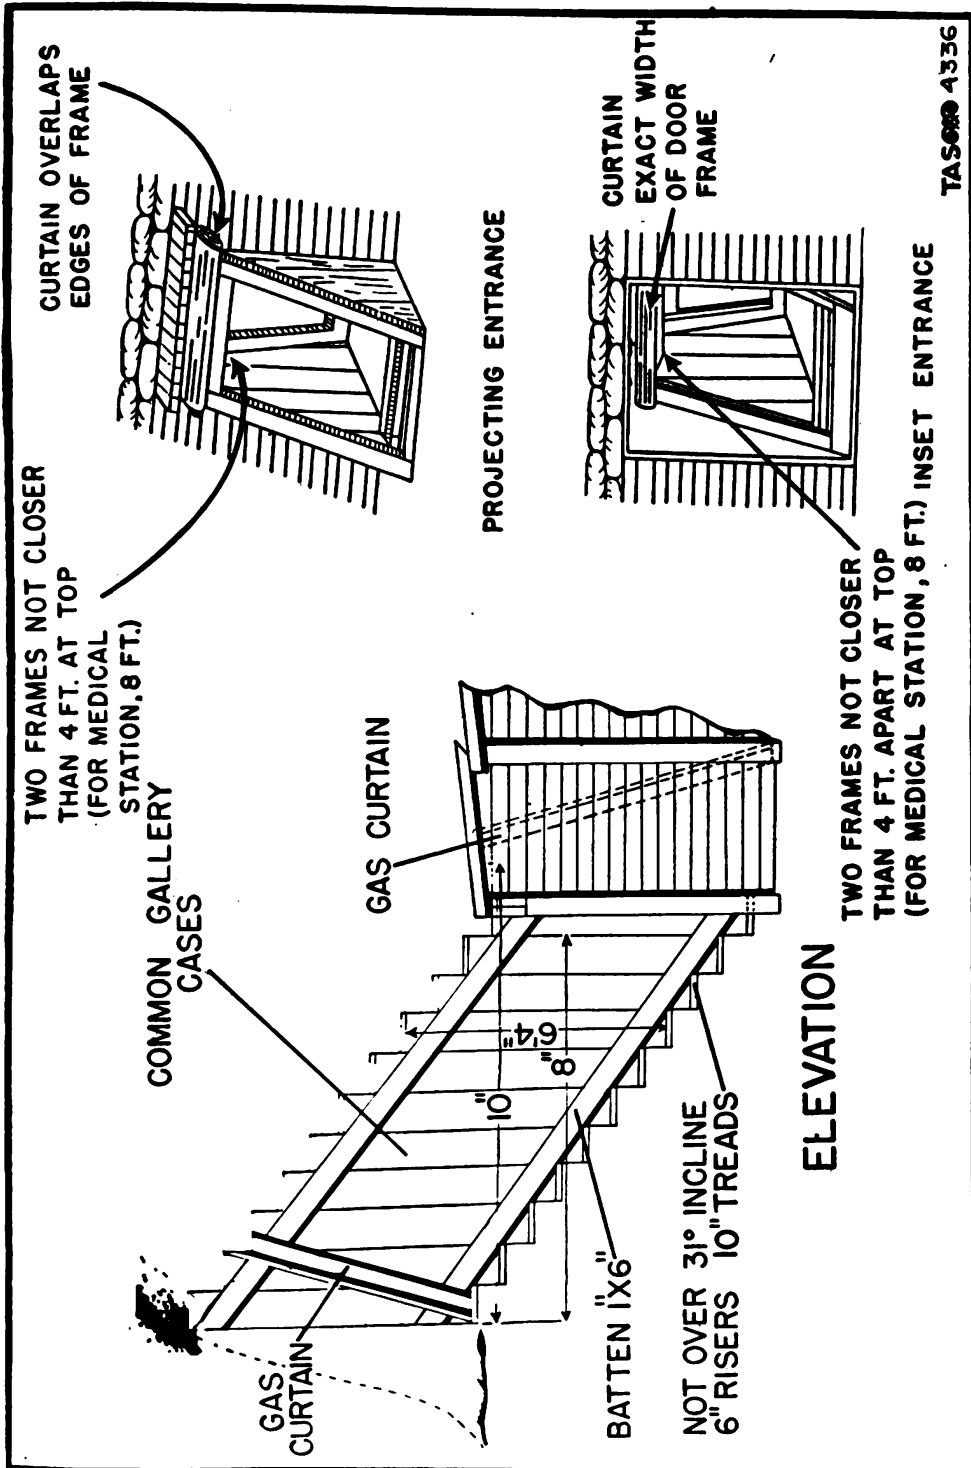 TWO FRAMES NOT CLOSER
THAN 4 FT. AT TOP
(FOR MEDICAL
STATION, 8 FT.)
CURTAIN OVERLAPS
EDGES OF FRAME
COMMON GALLERY
CASES
GAS CURTAIN
PROJECTING ENTRANCE
GAS
CURTAIN
10"
6'4"
8"
BATTEN 1"X6"
NOT OVER 31° INCLINE
6" RISERS 10" TREADS
ELEVATION
CURTAIN
EXACT WIDTH
OF DOOR
FRAME
TWO FRAMES NOT CLOSER
THAN 4 FT. APART AT TOP
(FOR MEDICAL STATION, 8 FT.)
INSET ENTRANCE
4336